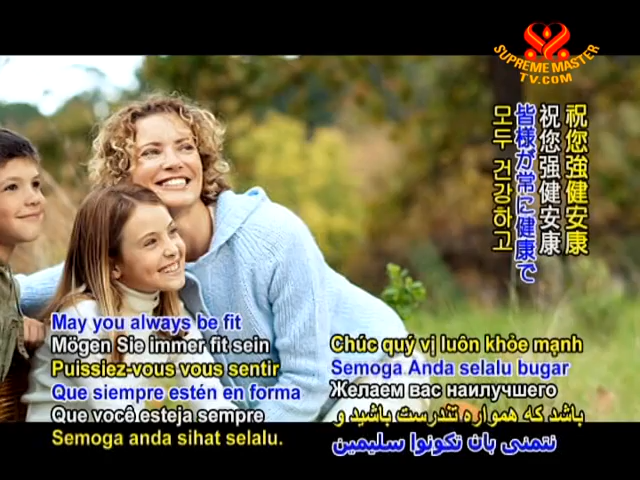 SUPREME MASTER
TV.COM
祝您強健安康
祝您强健安康
皆様が常に健康で
모두 건강하고
May you always be fit
Mögen Sie immer fit sein
Puissiez-vous vous sentir
Que siempre estén en forma
Que você esteja sempre
Semoga anda sihat selalu.
Chúc quý vị luôn khỏe mạnh
Semoga Anda selalu bugar
Желаем вас наилучшего
باشد که همواره تندرست باشید و
نتمنى بان تكونوا سليمين